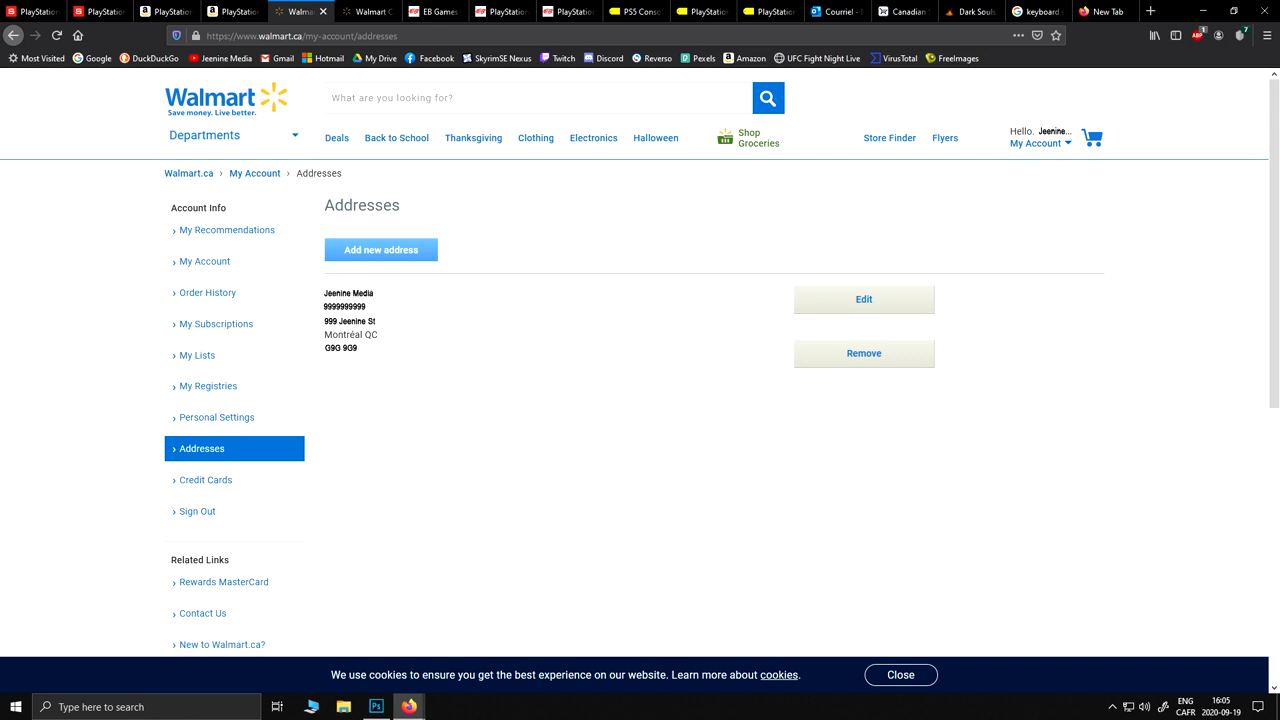 PlayStation
PlayStation
PlayStation
PlayStation
Walmart
Walmart C
EB Games
PlayStation
PlayStation
PS5 Conso
PlayStation
PlayStation
Courriel - F
Canadian
Dark Souls
keyboard
New Tab
https://www.walmart.ca/my-account/addresses
Most Visited
Google
DuckDuckGo
Jeenine Media
Gmail
Hotmail
My Drive
Facebook
SkyrimSE Nexus
Twitch
Discord
Reverso
Pexels
Amazon
UFC Fight Night Live
VirusTotal
FreeImages
Walmart
Save money. Live better.
What are you looking for?
Departments
Deals
Back to School
Thanksgiving
Clothing
Electronics
Halloween
Shop
Groceries
Store Finder
Flyers
Hello. Jeenine...
My Account
Walmart.ca › My Account › Addresses
Account Info
› My Recommendations
› My Account
› Order History
› My Subscriptions
› My Lists
› My Registries
› Personal Settings
› Addresses
› Credit Cards
› Sign Out
Related Links
› Rewards MasterCard
› Contact Us
› New to Walmart.ca?
Addresses
Add new address
Jeenine Media
9999999999
999 Jeenine St
Montréal QC
G9G 9G9
Edit
Remove
We use cookies to ensure you get the best experience on our website. Learn more about cookies.
Close
Type here to search
Ps
ENG
CAFR
16:05
2020-09-19